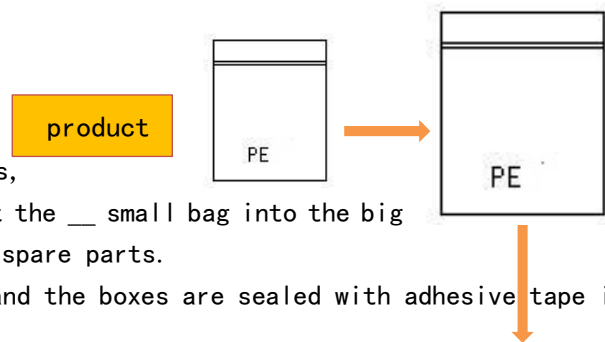 product
PE
PE
s,
the __ small bag into the big
spare parts.
and the boxes are sealed with adhesive tape i